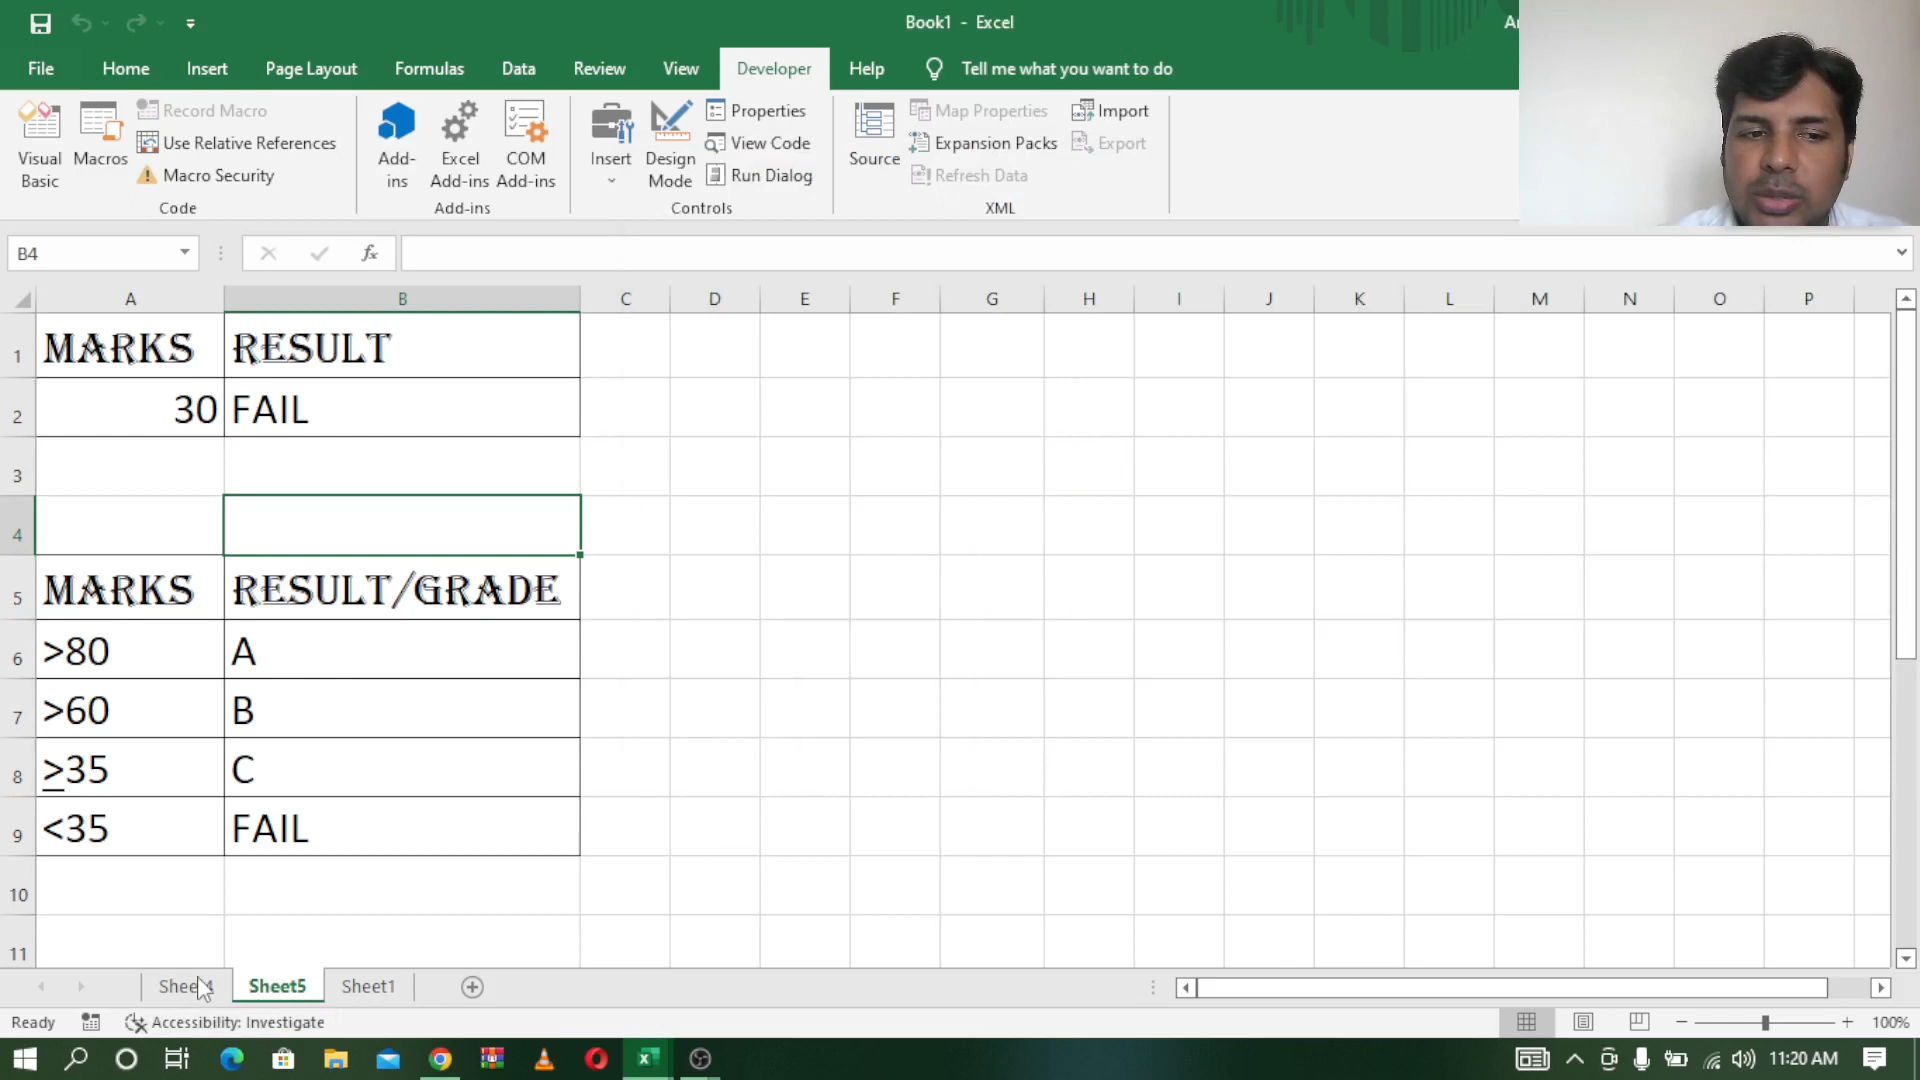 Book1 - Excel
File Home Insert Page Layout Formulas Data Review View Developer Help Tell me what you want to do
Visual Basic
Macros
Record Macro
Use Relative References
Macro Security
Code
Add-ins
Excel Add-ins
COM Add-ins
Add-ins
Insert
Design Mode
Properties
View Code
Run Dialog
Controls
Source
Map Properties
Expansion Packs
Refresh Data
Import
Export
XML
B4
fx
A B C D E F G H I J K L M N O P
1 MARKS RESULT
2 30 FAIL
3
4
5 MARKS RESULT/GRADE
6 >80 A
7 >60 B
8 >35 C
9 <35 FAIL
10
11
Sheet4 Sheet5 Sheet1
Ready Accessibility: Investigate 100%
11:20 AM